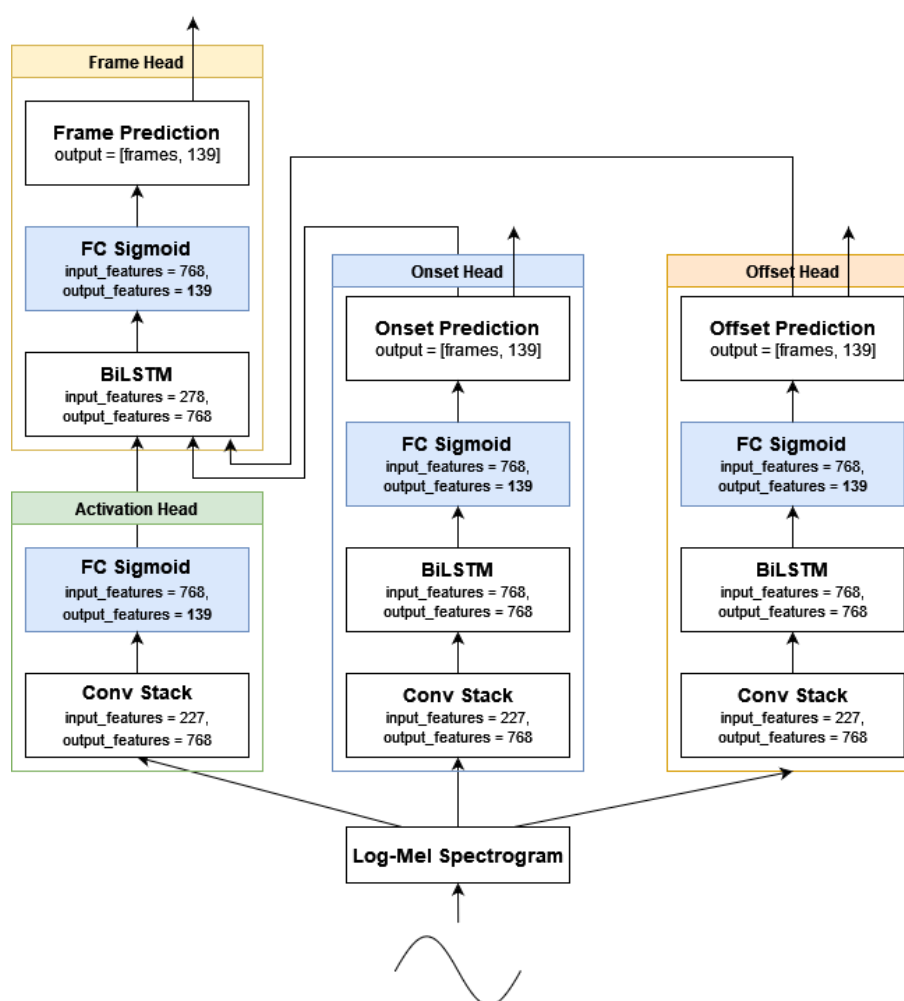 Frame Head
Frame Prediction
output = [frames, 139]
FC Sigmoid
input_features = 768,
output_features = 139
BiLSTM
input_features = 278,
output_features = 768
Activation Head
FC Sigmoid
input_features = 768,
output_features = 139
Conv Stack
input_features = 227,
output_features = 768
Onset Head
Onset Prediction
output = [frames, 139]
FC Sigmoid
input_features = 768,
output_features = 139
BiLSTM
input_features = 768,
output_features = 768
Conv Stack
input_features = 227,
output_features = 768
Offset Head
Offset Prediction
output = [frames, 139]
FC Sigmoid
input_features = 768,
output_features = 139
BiLSTM
input_features = 768,
output_features = 768
Conv Stack
input_features = 227,
output_features = 768
Log-Mel Spectrogram